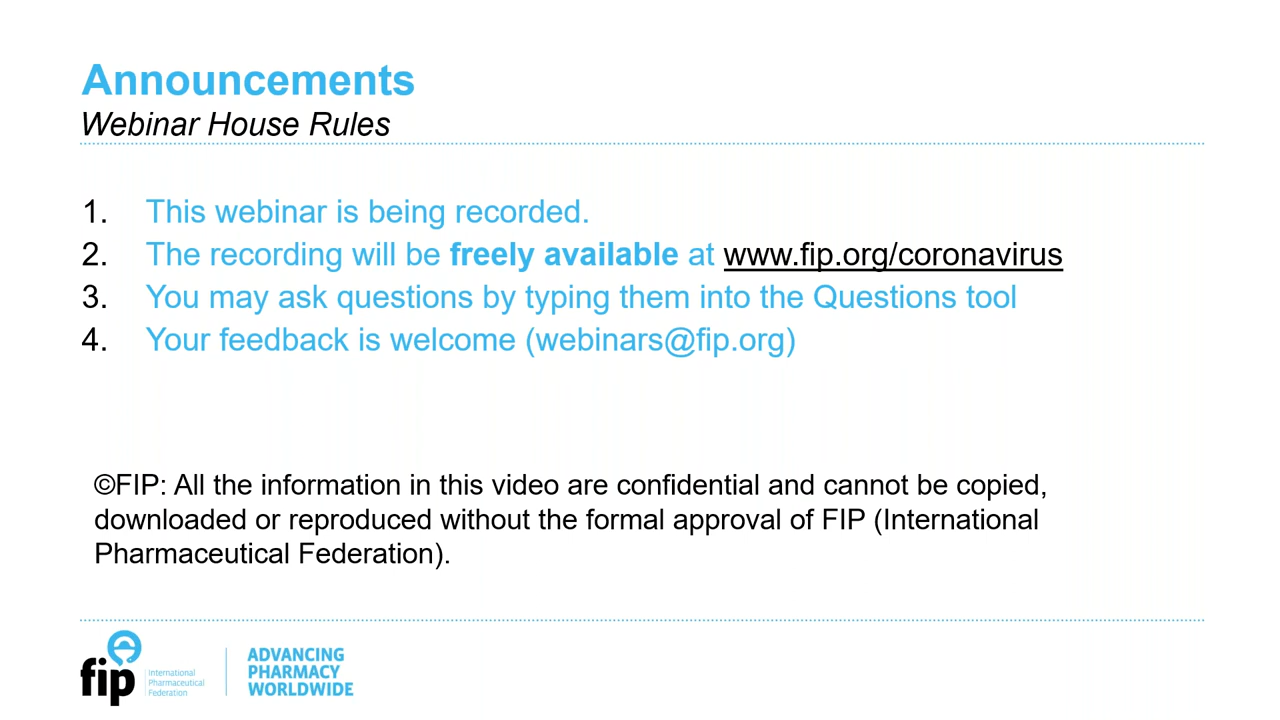 Announcements
Webinar House Rules
1. This webinar is being recorded.
2. The recording will be freely available at www.fip.org/coronavirus
3. You may ask questions by typing them into the Questions tool
4. Your feedback is welcome (webinars@fip.org)
©FIP: All the information in this video are confidential and cannot be copied,
downloaded or reproduced without the formal approval of FIP (International
Pharmaceutical Federation).
fip
International
Pharmaceutical
Federation
ADVANCING
PHARMACY
WORLDWIDE